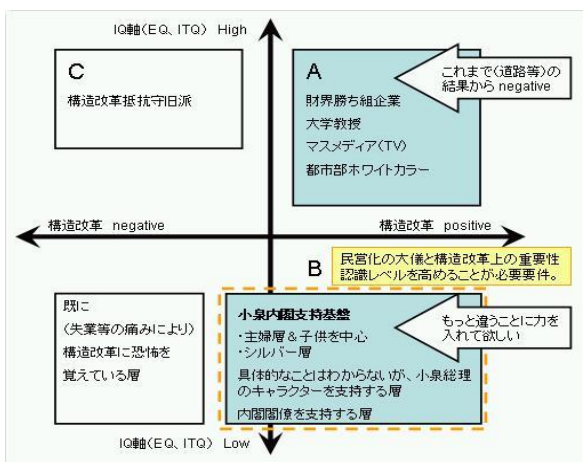 IQ軸(EQ、ITQ) High
C
構造改革抵抗守旧派
A
財界勝ち組企業
大学教授
マスメディア(TV)
都市部ホワイトカラー
これまで(道路等)の
結果から negative
構造改革 negative
構造改革 positive
民営化の大儀と構造改革上の重要性
認識レベルを高めることが必要要件。
B
既に
(失業等の痛みにより)
構造改革に恐怖を
覚えている層
小泉内閣支持基盤
・主婦層&子供を中心
・シルバー層
具体的なことはわからないが、小泉総理
のキャラクターを支持する層
内閣閣僚を支持する層
もっと違うことに力を
入れて欲しい
IQ軸(EQ、ITQ) Low